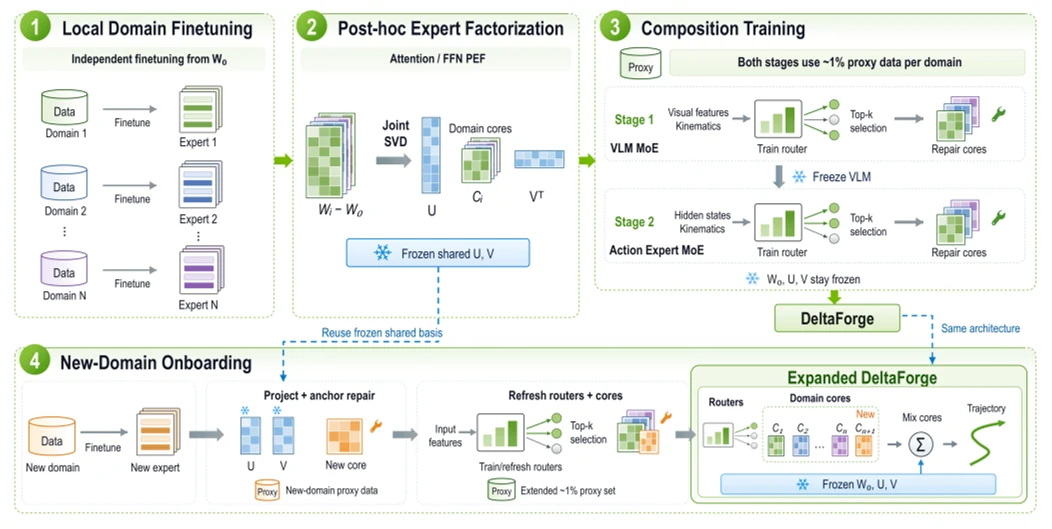 1 Local Domain Finetuning
Independent finetuning from W₀
Data
Domain 1
Finetuning
Expert 1
Data
Domain 2
Finetuning
Expert 2
Data
Domain N
Finetuning
Expert N
2 Post-hoc Expert Factorization
Attention / FFN PEF
Joint
SVD
Domain cores
Wᵢ – W₀
U
Cᵢ
Vᵀ
Frozen shared U, V
Reuse frozen shared basis
3 Composition Training
Proxy
Both stages use ~1% proxy data per domain
Stage 1
VLM MoE
Visual features
Kinematics
Train router
Top-k
selection
Repair cores
Freeze VLM
Stage 2
Action Expert MoE
Hidden states
Kinematics
Train router
Top-k
selection
Repair cores
W₀, U, V stay frozen
DeltaForge
Same architecture
4 New-Domain Onboarding
Data
New domain
Finetune
New expert
Project + anchor repair
U
V
New core
Proxy
New-domain proxy data
Refresh routers + cores
Input
features
Train/refresh routers
Top-k
selection
Proxy
Extended ~1% proxy set
Expanded DeltaForge
Routers
Domain cores
New
C₁
C₂
...
Cₙ
Cₙ₊₁
Mix cores
Σ
Trajectory
Frozen W₀, U, V